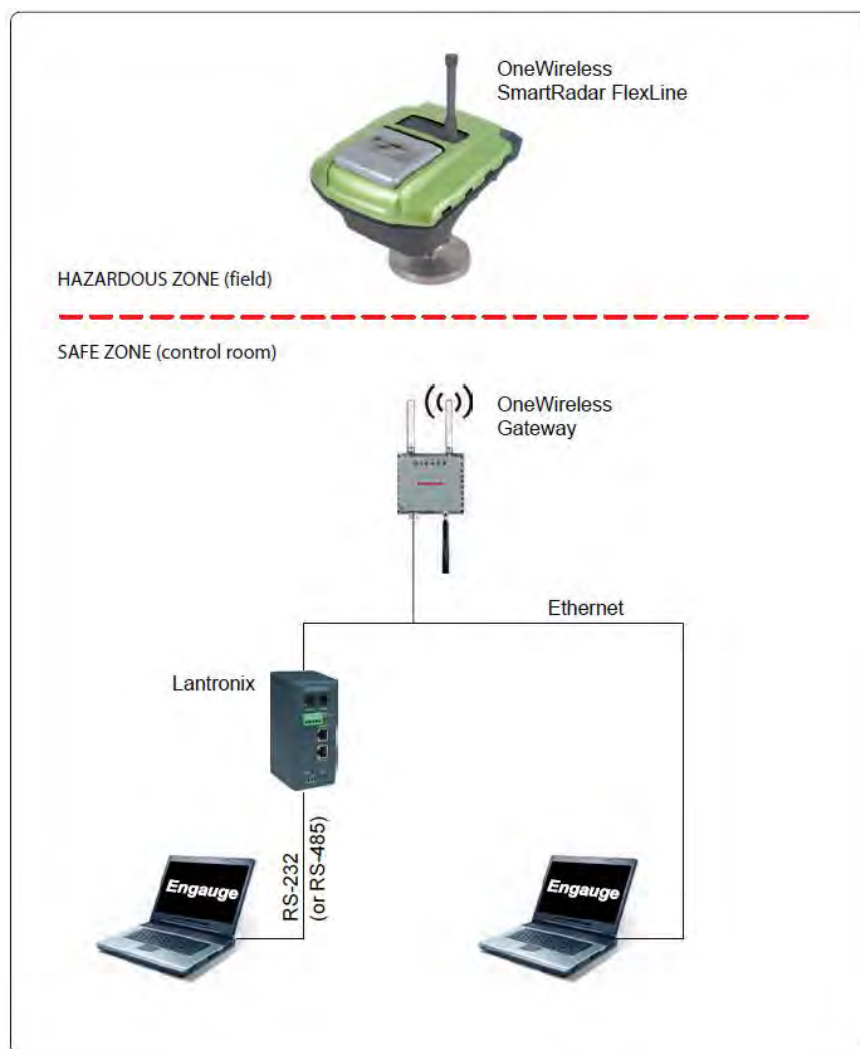 OneWireless
SmartRadar FlexLine
HAZARDOUS ZONE (field)
SAFE ZONE (control room)
OneWireless
Gateway
Ethernet
Lantronix
RS-232
(or RS-485)
Engauge
Engauge